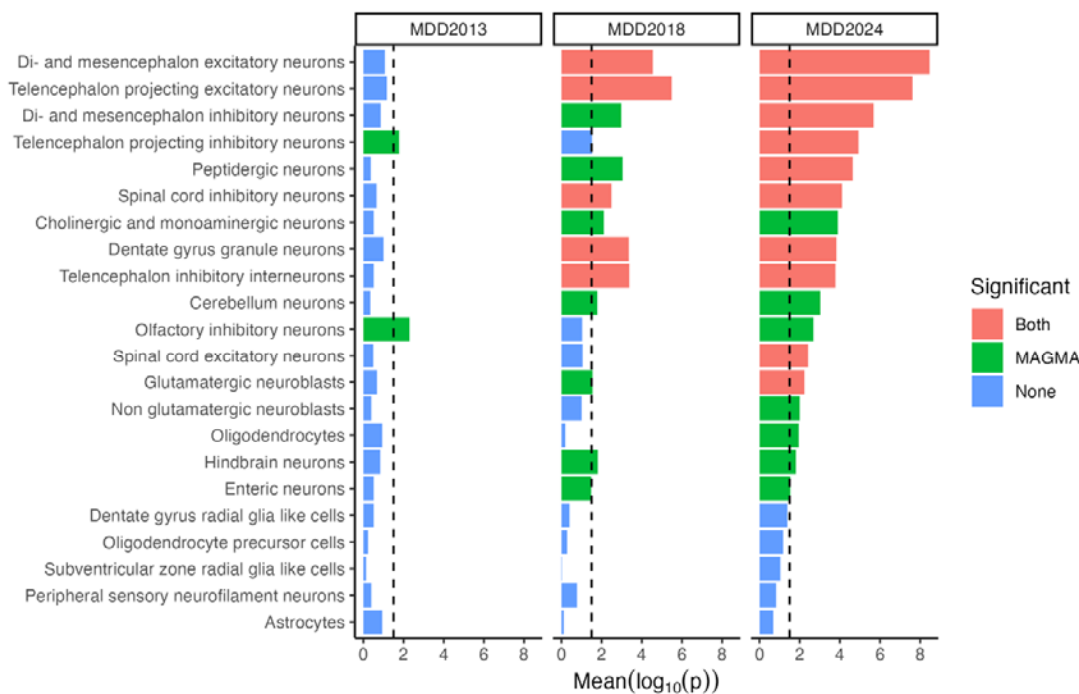 MDD2013 MDD2018 MDD2024
Di- and mesencephalon excitatory neurons
Telencephalon projecting excitatory neurons
Di- and mesencephalon inhibitory neurons
Telencephalon projecting inhibitory neurons
Peptidergic neurons
Spinal cord inhibitory neurons
Cholinergic and monoaminergic neurons
Dentate gyrus granule neurons
Telencephalon inhibitory interneurons
Cerebellum neurons
Olfactory inhibitory neurons
Spinal cord excitatory neurons
Glutamatergic neuroblasts
Non glutamatergic neuroblasts
Oligodendrocytes
Hindbrain neurons
Enteric neurons
Dentate gyrus radial glia like cells
Oligodendrocyte precursor cells
Subventricular zone radial glia like cells
Peripheral sensory neurofilament neurons
Astrocytes
0 2 4 6 8 0 2 4 6 8 0 2 4 6 8
Mean(log₁₀(p))
Significant
Both
MAGMA
None